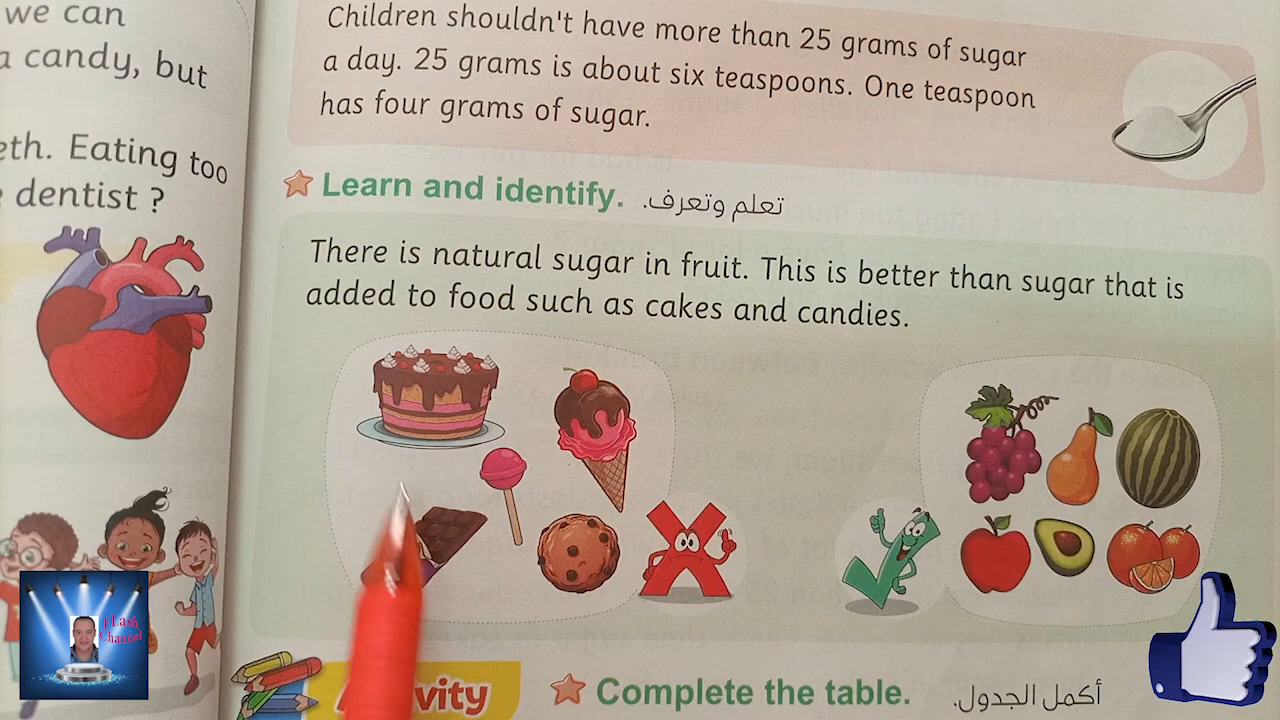 we can
a candy, but
eth. Eating too
dentist ?
Children shouldn't have more than 25 grams of sugar
a day. 25 grams is about six teaspoons. One teaspoon
has four grams of sugar.
Learn and identify. تعلم وتعرف.
There is natural sugar in fruit. This is better than sugar that is
added to food such as cakes and candies.
Complete the table. أكمل الجدول.
FLash
Channel